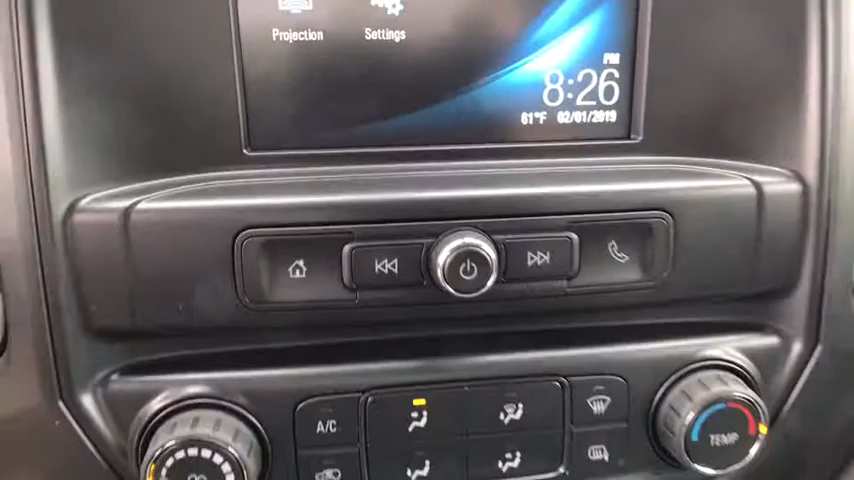 Projection Settings
PM
8:26
61°F 02/01/2019
A/C
TEMP